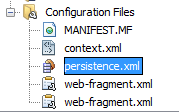 Configuration Files
MANIFEST.MF
context.xml
persistence.xml
web-fragment.xml
web-fragment.xml